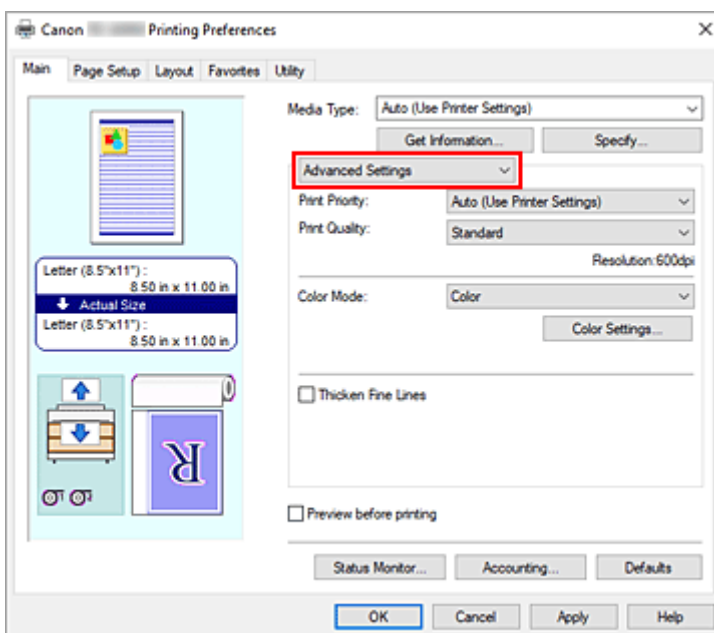 Canon Printing Preferences
Main Page Setup Layout Favorites Utility
Media Type: Auto (Use Printer Settings)
Get Information... Specify...
Advanced Settings
Print Priority: Auto (Use Printer Settings)
Print Quality: Standard
Resolution:600dpi
Color Mode: Color
Color Settings...
Thicken Fine Lines
Letter (8.5"x11") :
8.50 in x 11.00 in
Actual Size
Letter (8.5"x11") :
8.50 in x 11.00 in
R
Preview before printing
Status Monitor... Accounting... Defaults
OK Cancel Apply Help